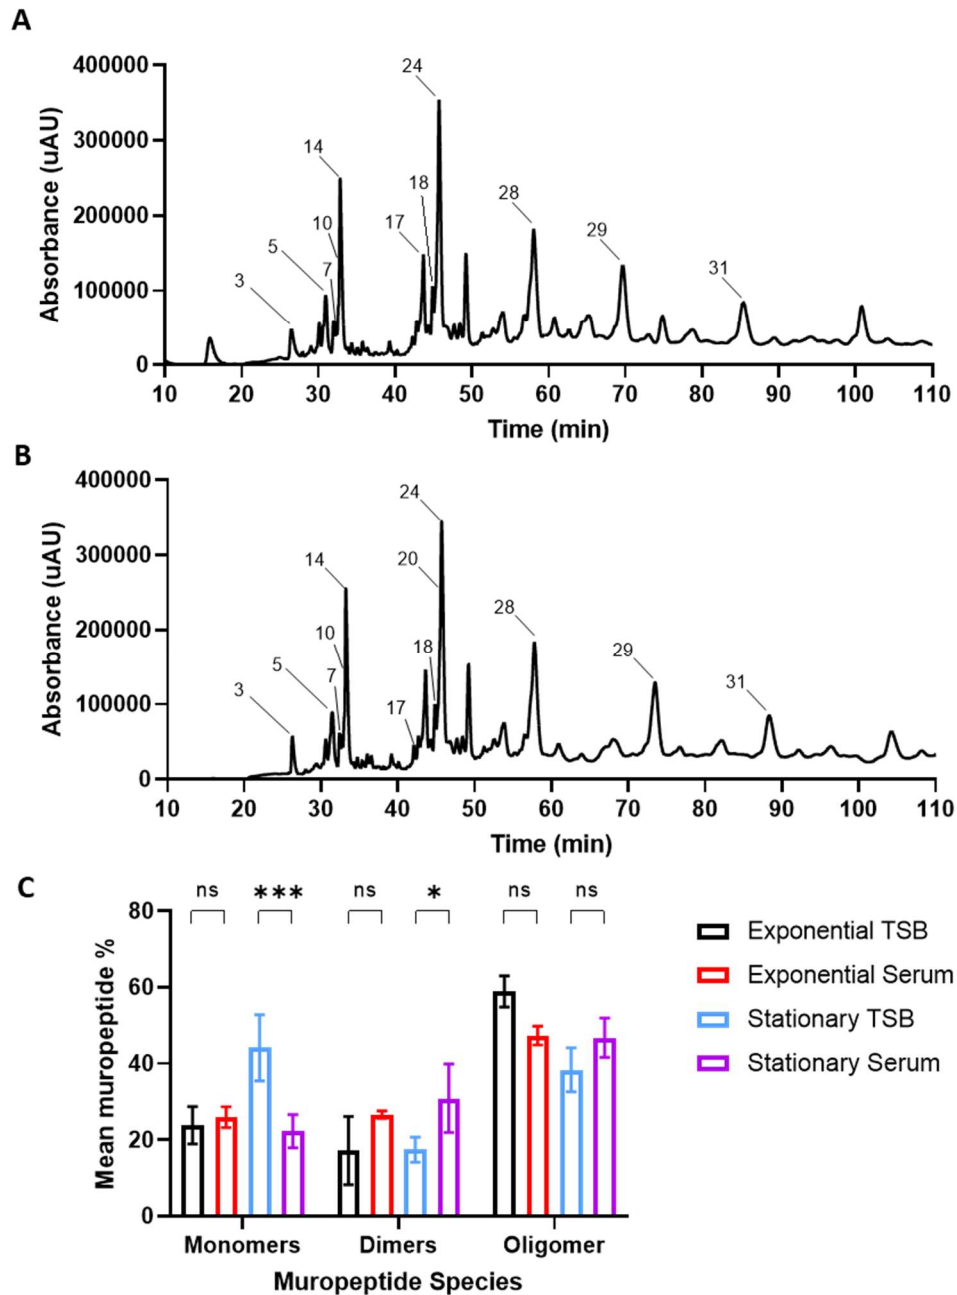 A
400000
300000
200000
100000
0
Absorbance (uAU)
24
14
18
28
10
17
29
5
7
31
3
10 20 30 40 50 60 70 80 90 100 110
Time (min)
B
400000
300000
200000
100000
0
Absorbance (uAU)
24
14
20
28
10
18
29
5
7
31
3
17
10 20 30 40 50 60 70 80 90 100 110
Time (min)
C
ns *** ns * ns ns
80
60
40
20
0
Mean muropeptide %
Monomers Dimers Oligomer
Muropeptide Species
Exponential TSB
Exponential Serum
Stationary TSB
Stationary Serum